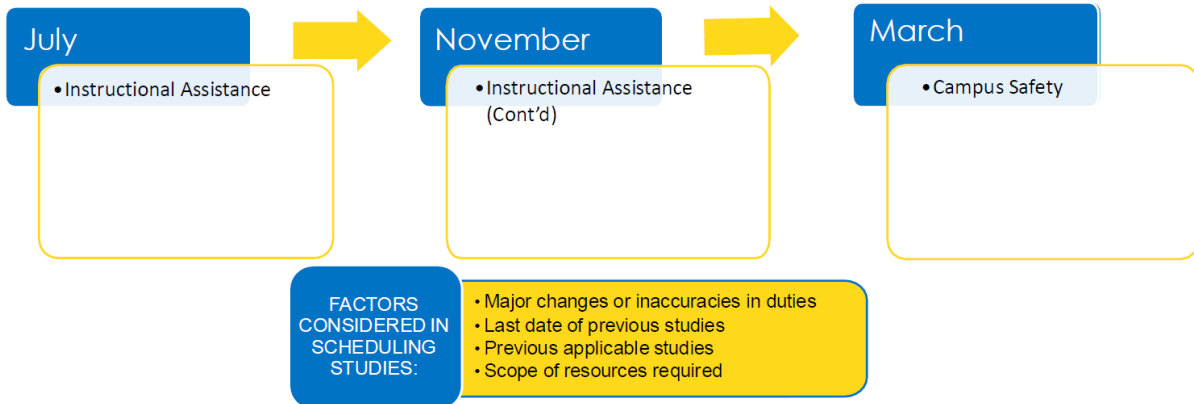 July
• Instructional Assistance
November
• Instructional Assistance
(Cont'd)
March
• Campus Safety
FACTORS
CONSIDERED IN
SCHEDULING
STUDIES:
• Major changes or inaccuracies in duties
• Last date of previous studies
• Previous applicable studies
• Scope of resources required